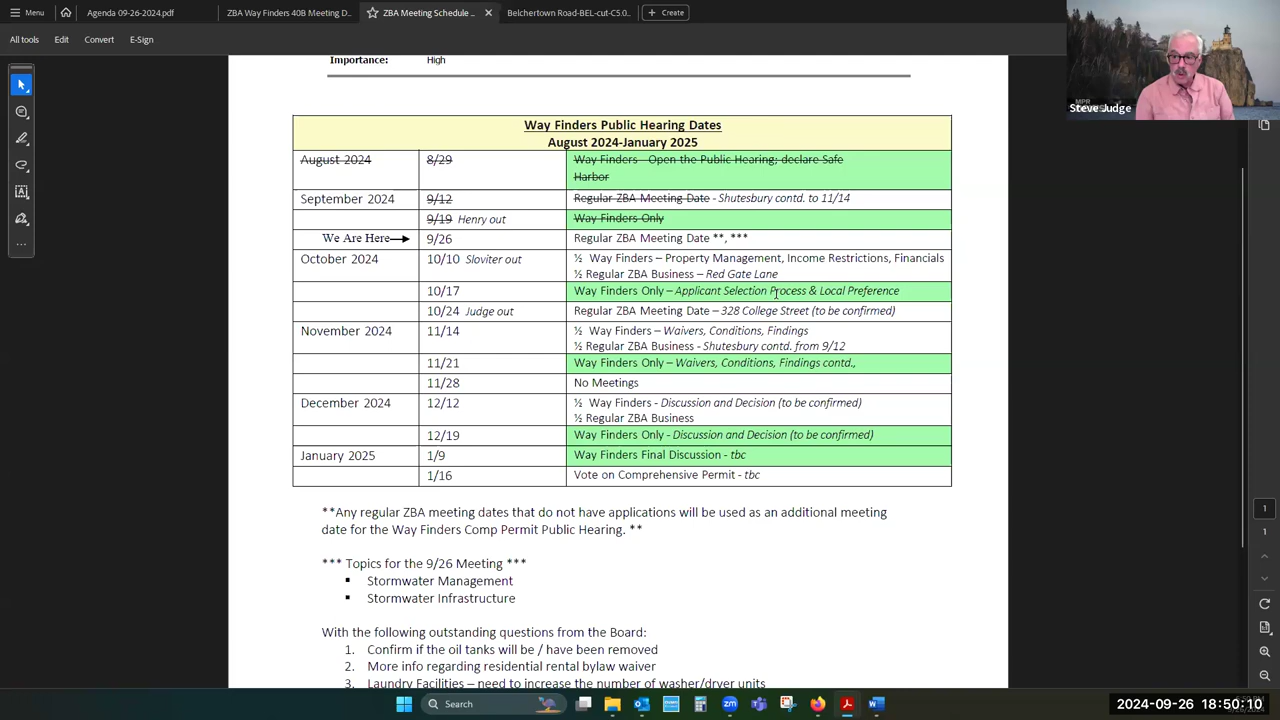 Menu
Agenda 09-26-2024.pdf
ZBA Way Finders 40B Meeting D...
ZBA Meeting Schedule ...
Belchertown Road-BEL-cut-C5.0...
Create
All tools
Edit
Convert
E-Sign
Steve Judge
Importance: High
Way Finders Public Hearing Dates
August 2024-January 2025
August 2024 8/29 Way Finders - Open the Public Hearing; declare Safe
Harbor
September 2024 9/12 Regular ZBA Meeting Date - Shutesbury contd. to 11/14
9/19 Henry out Way Finders Only
We Are Here 9/26 Regular ZBA Meeting Date **, ***
October 2024 10/10 Sloviter out ½ Way Finders – Property Management, Income Restrictions, Financials
½ Regular ZBA Business – Red Gate Lane
10/17 Way Finders Only – Applicant Selection Process & Local Preference
10/24 Judge out Regular ZBA Meeting Date – 328 College Street (to be confirmed)
November 2024 11/14 ½ Way Finders – Waivers, Conditions, Findings
½ Regular ZBA Business - Shutesbury contd. from 9/12
11/21 Way Finders Only – Waivers, Conditions, Findings contd.,
11/28 No Meetings
December 2024 12/12 ½ Way Finders - Discussion and Decision (to be confirmed)
½ Regular ZBA Business
12/19 Way Finders Only - Discussion and Decision (to be confirmed)
January 2025 1/9 Way Finders Final Discussion - tbc
1/16 Vote on Comprehensive Permit - tbc
**Any regular ZBA meeting dates that do not have applications will be used as an additional meeting
date for the Way Finders Comp Permit Public Hearing. **
*** Topics for the 9/26 Meeting ***
▪ Stormwater Management
▪ Stormwater Infrastructure
With the following outstanding questions from the Board:
1. Confirm if the oil tanks will be / have been removed
2. More info regarding residential rental bylaw waiver
3. Laundry Facilities – need to increase the number of washer/dryer units
1
1
Search
2024-09-26 18:50:10